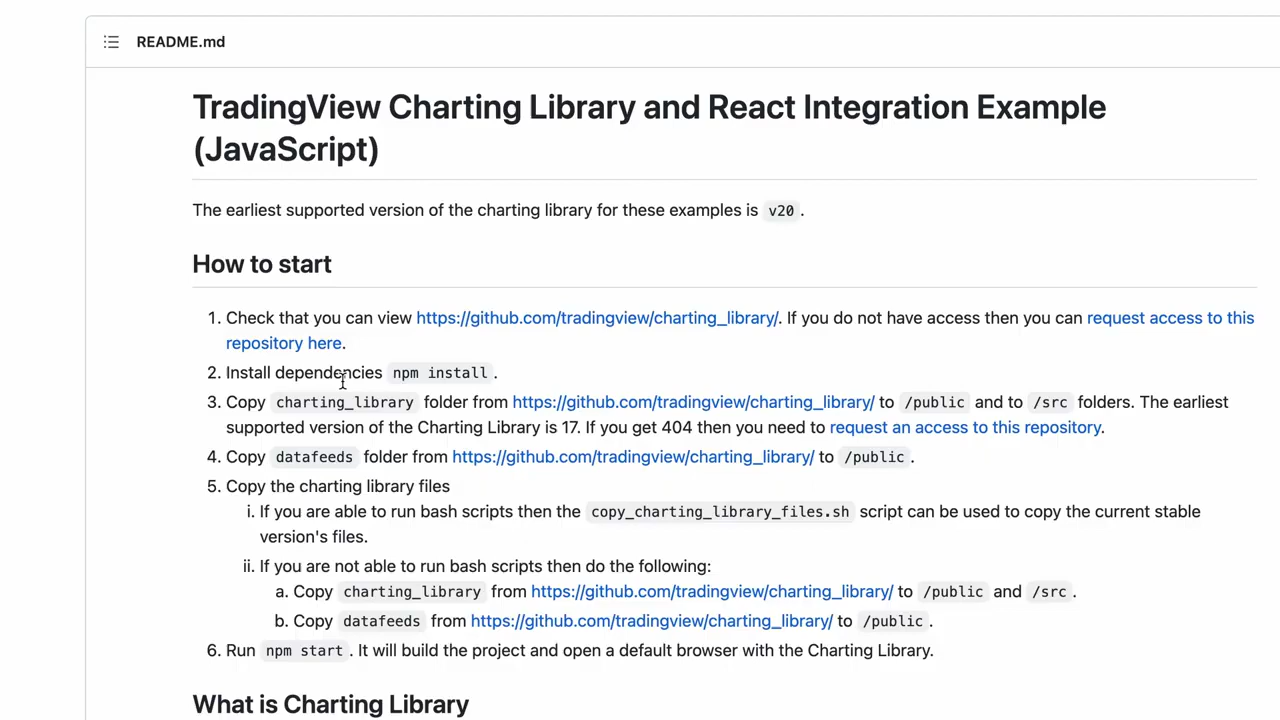 README.md
TradingView Charting Library and React Integration Example
(JavaScript)
The earliest supported version of the charting library for these examples is v20 .
How to start
1. Check that you can view https://github.com/tradingview/charting_library/. If you do not have access then you can request access to this
repository here.
2. Install dependencies npm install .
3. Copy charting_library folder from https://github.com/tradingview/charting_library/ to /public and to /src folders. The earliest
supported version of the Charting Library is 17. If you get 404 then you need to request an access to this repository.
4. Copy datafeeds folder from https://github.com/tradingview/charting_library/ to /public .
5. Copy the charting library files
i. If you are able to run bash scripts then the copy_charting_library_files.sh script can be used to copy the current stable
version's files.
ii. If you are not able to run bash scripts then do the following:
a. Copy charting_library from https://github.com/tradingview/charting_library/ to /public and /src .
b. Copy datafeeds from https://github.com/tradingview/charting_library/ to /public .
6. Run npm start . It will build the project and open a default browser with the Charting Library.
What is Charting Library